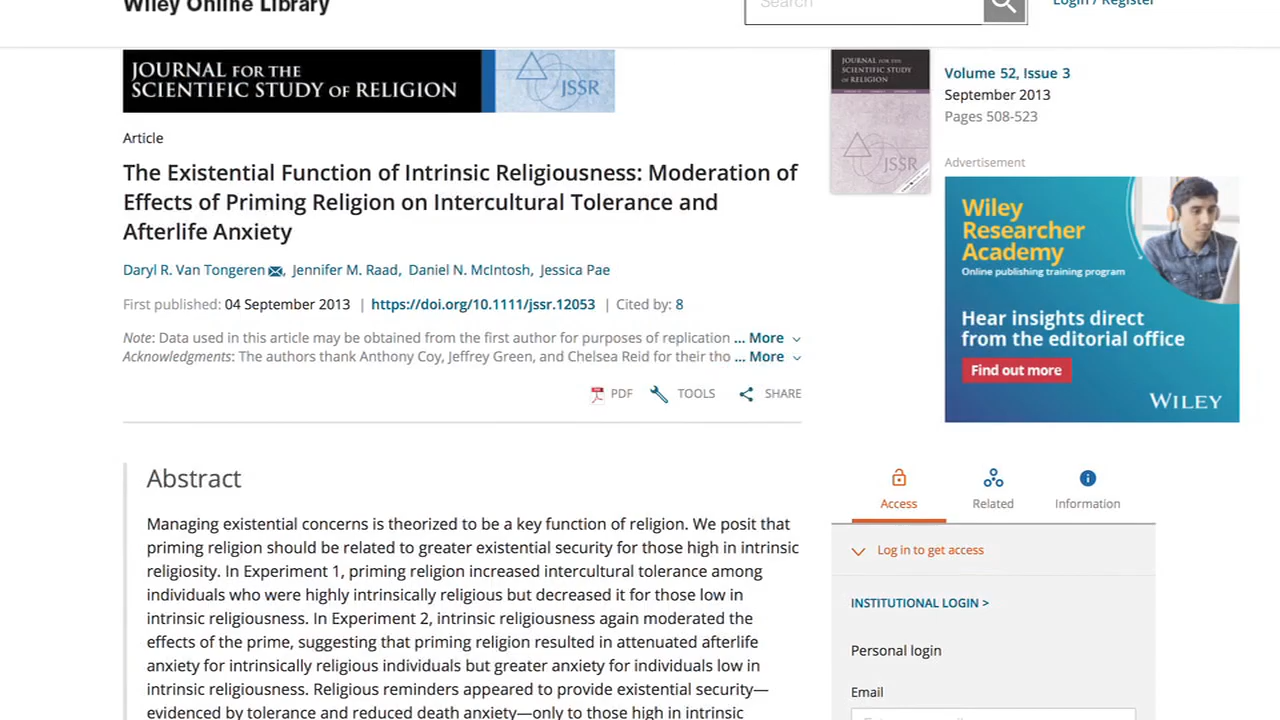 Wiley Online Library
Search
Login / Register
JOURNAL FOR THE
SCIENTIFIC STUDY OF RELIGION
JSSR
Article
The Existential Function of Intrinsic Religiousness: Moderation of
Effects of Priming Religion on Intercultural Tolerance and
Afterlife Anxiety
Daryl R. Van Tongeren, Jennifer M. Raad, Daniel N. McIntosh, Jessica Pae
First published: 04 September 2013 | https://doi.org/10.1111/jssr.12053 | Cited by: 8
Note: Data used in this article may be obtained from the first author for purposes of replication ... More
Acknowledgments: The authors thank Anthony Coy, Jeffrey Green, and Chelsea Reid for their tho ... More
PDF TOOLS SHARE
Abstract
Managing existential concerns is theorized to be a key function of religion. We posit that
priming religion should be related to greater existential security for those high in intrinsic
religiosity. In Experiment 1, priming religion increased intercultural tolerance among
individuals who were highly intrinsically religious but decreased it for those low in
intrinsic religiousness. In Experiment 2, intrinsic religiousness again moderated the
effects of the prime, suggesting that priming religion resulted in attenuated afterlife
anxiety for intrinsically religious individuals but greater anxiety for individuals low in
intrinsic religiousness. Religious reminders appeared to provide existential security—
evidenced by tolerance and reduced death anxiety—only to those high in intrinsic
JOURNAL FOR THE
SCIENTIFIC STUDY
OF RELIGION
JSSR
Volume 52, Issue 3
September 2013
Pages 508-523
Advertisement
Wiley
Researcher
Academy
Online publishing training program
Hear insights direct
from the editorial office
Find out more
WILEY
Access
Related
Information
Log in to get access
INSTITUTIONAL LOGIN >
Personal login
Email